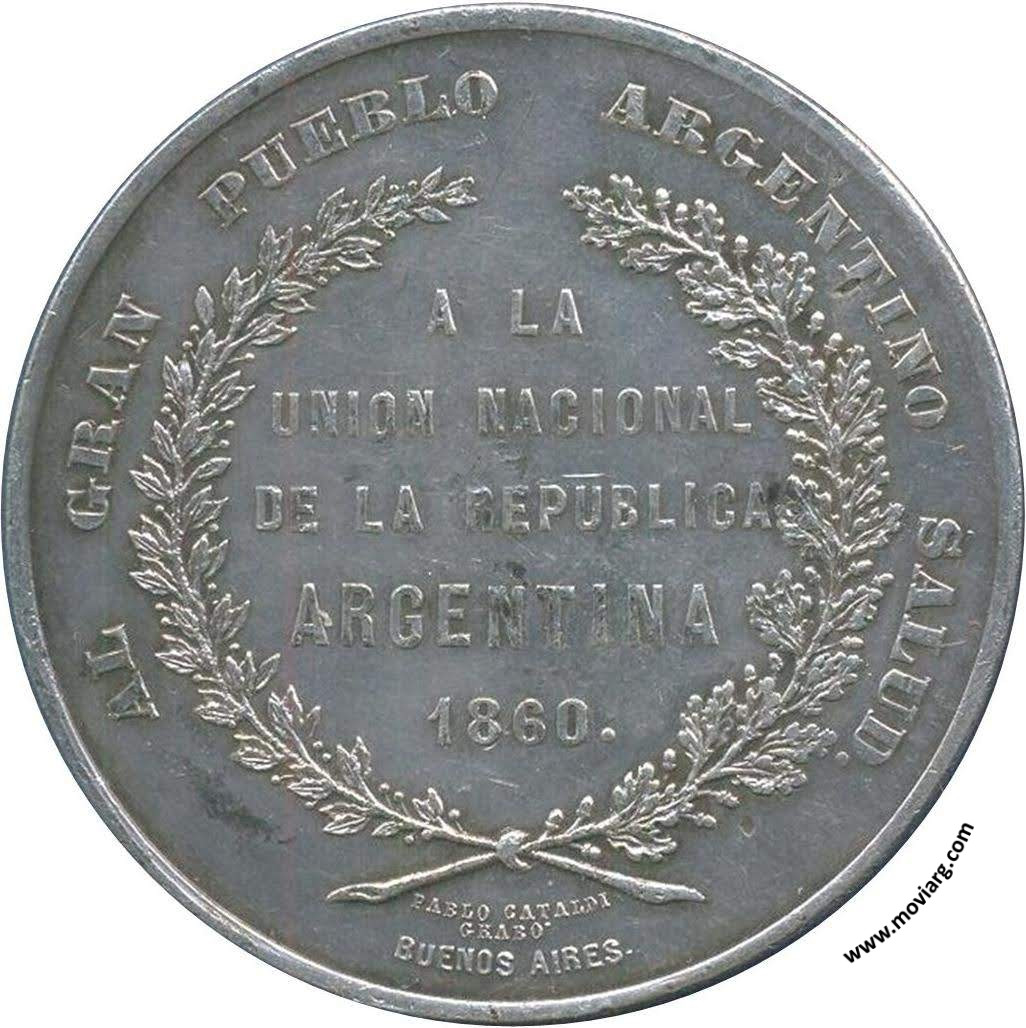 AL GRAN PUEBLO ARGENTINO SALUD.
A LA
UNION NACIONAL
DE LA REPUBLICA
ARGENTINA
1860.
PABLO CATALDI
GRABO
BUENOS AIRES.
www.moviarg.com